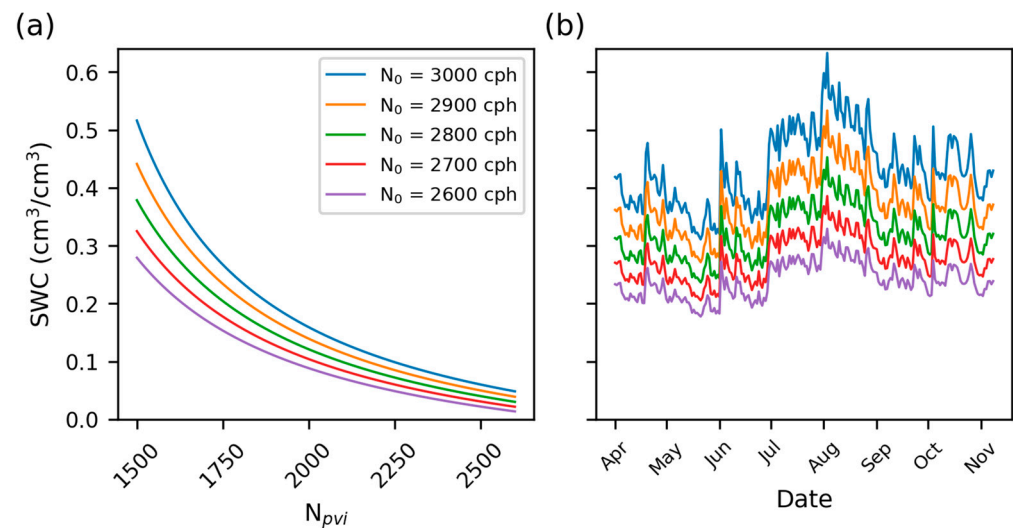 (a)
SWC (cm³/cm³)
0.6
0.5
0.4
0.3
0.2
0.1
0.0
N₀ = 3000 cph
N₀ = 2900 cph
N₀ = 2800 cph
N₀ = 2700 cph
N₀ = 2600 cph
1500
1750
2000
2250
2500
Nₚᵥᵢ
(b)
Apr
May
Jun
Jul
Aug
Sep
Oct
Nov
Date